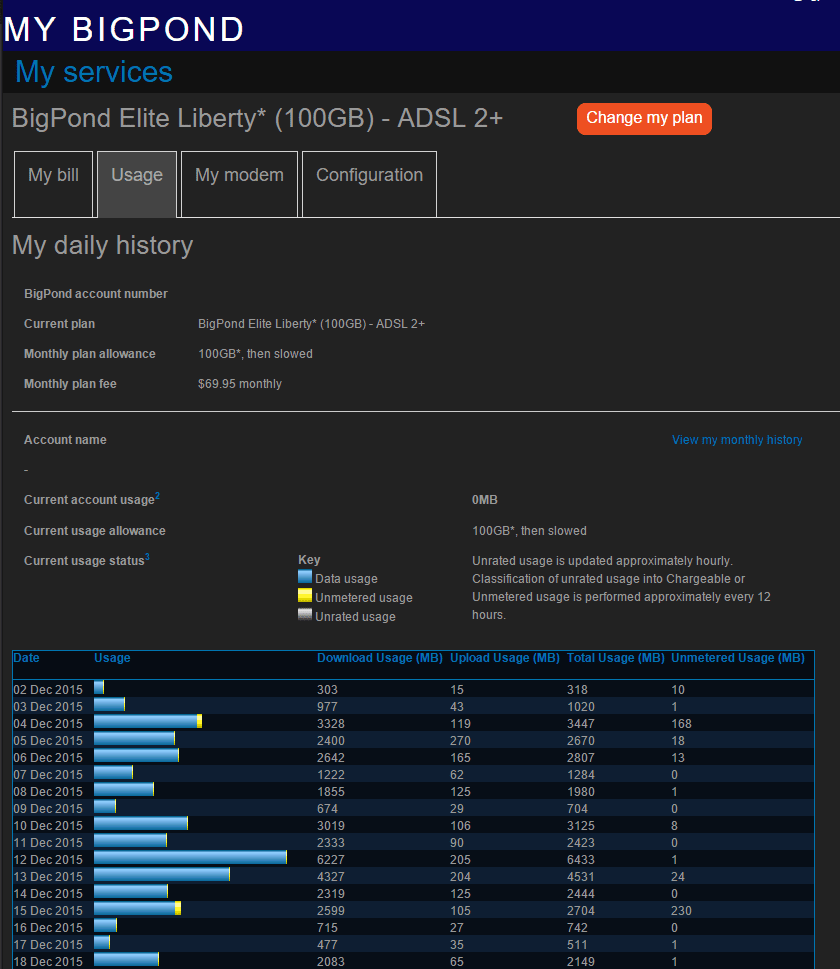 MY BIGPOND
My services
BigPond Elite Liberty* (100GB) - ADSL 2+ Change my plan
My bill Usage My modem Configuration
My daily history
BigPond account number
Current plan BigPond Elite Liberty* (100GB) - ADSL 2+
Monthly plan allowance 100GB*, then slowed
Monthly plan fee $69.95 monthly
Account name View my monthly history
-
Current account usage2 0MB
Current usage allowance 100GB*, then slowed
Current usage status3 Key Unrated usage is updated approximately hourly.
Data usage Classification of unrated usage into Chargeable or
Unmetered usage Unmetered usage is performed approximately every 12
Unrated usage hours.
Date Usage Download Usage (MB) Upload Usage (MB) Total Usage (MB) Unmetered Usage (MB)
02 Dec 2015 303 15 318 10
03 Dec 2015 977 43 1020 1
04 Dec 2015 3328 119 3447 168
05 Dec 2015 2400 270 2670 18
06 Dec 2015 2642 165 2807 13
07 Dec 2015 1222 62 1284 0
08 Dec 2015 1855 125 1980 1
09 Dec 2015 674 29 704 0
10 Dec 2015 3019 106 3125 8
11 Dec 2015 2333 90 2423 0
12 Dec 2015 6227 205 6433 1
13 Dec 2015 4327 204 4531 24
14 Dec 2015 2319 125 2444 0
15 Dec 2015 2599 105 2704 230
16 Dec 2015 715 27 742 0
17 Dec 2015 477 35 511 1
18 Dec 2015 2083 65 2149 1